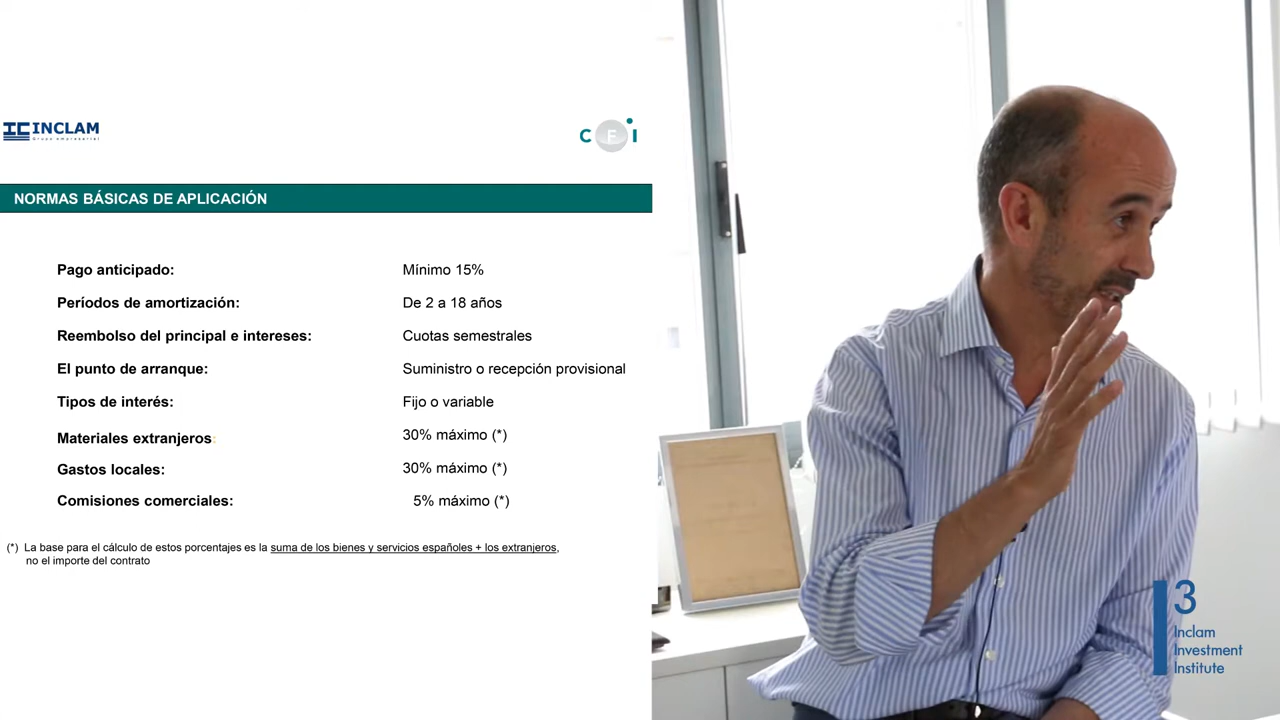 INCLAM
Grupo empresarial
C F i
NORMAS BÁSICAS DE APLICACIÓN
Pago anticipado: Mínimo 15%
Períodos de amortización: De 2 a 18 años
Reembolso del principal e intereses: Cuotas semestrales
El punto de arranque: Suministro o recepción provisional
Tipos de interés: Fijo o variable
Materiales extranjeros: 30% máximo (*)
Gastos locales: 30% máximo (*)
Comisiones comerciales: 5% máximo (*)
(*) La base para el cálculo de estos porcentajes es la suma de los bienes y servicios españoles + los extranjeros,
no el importe del contrato
3
Inclam
Investment
Institute